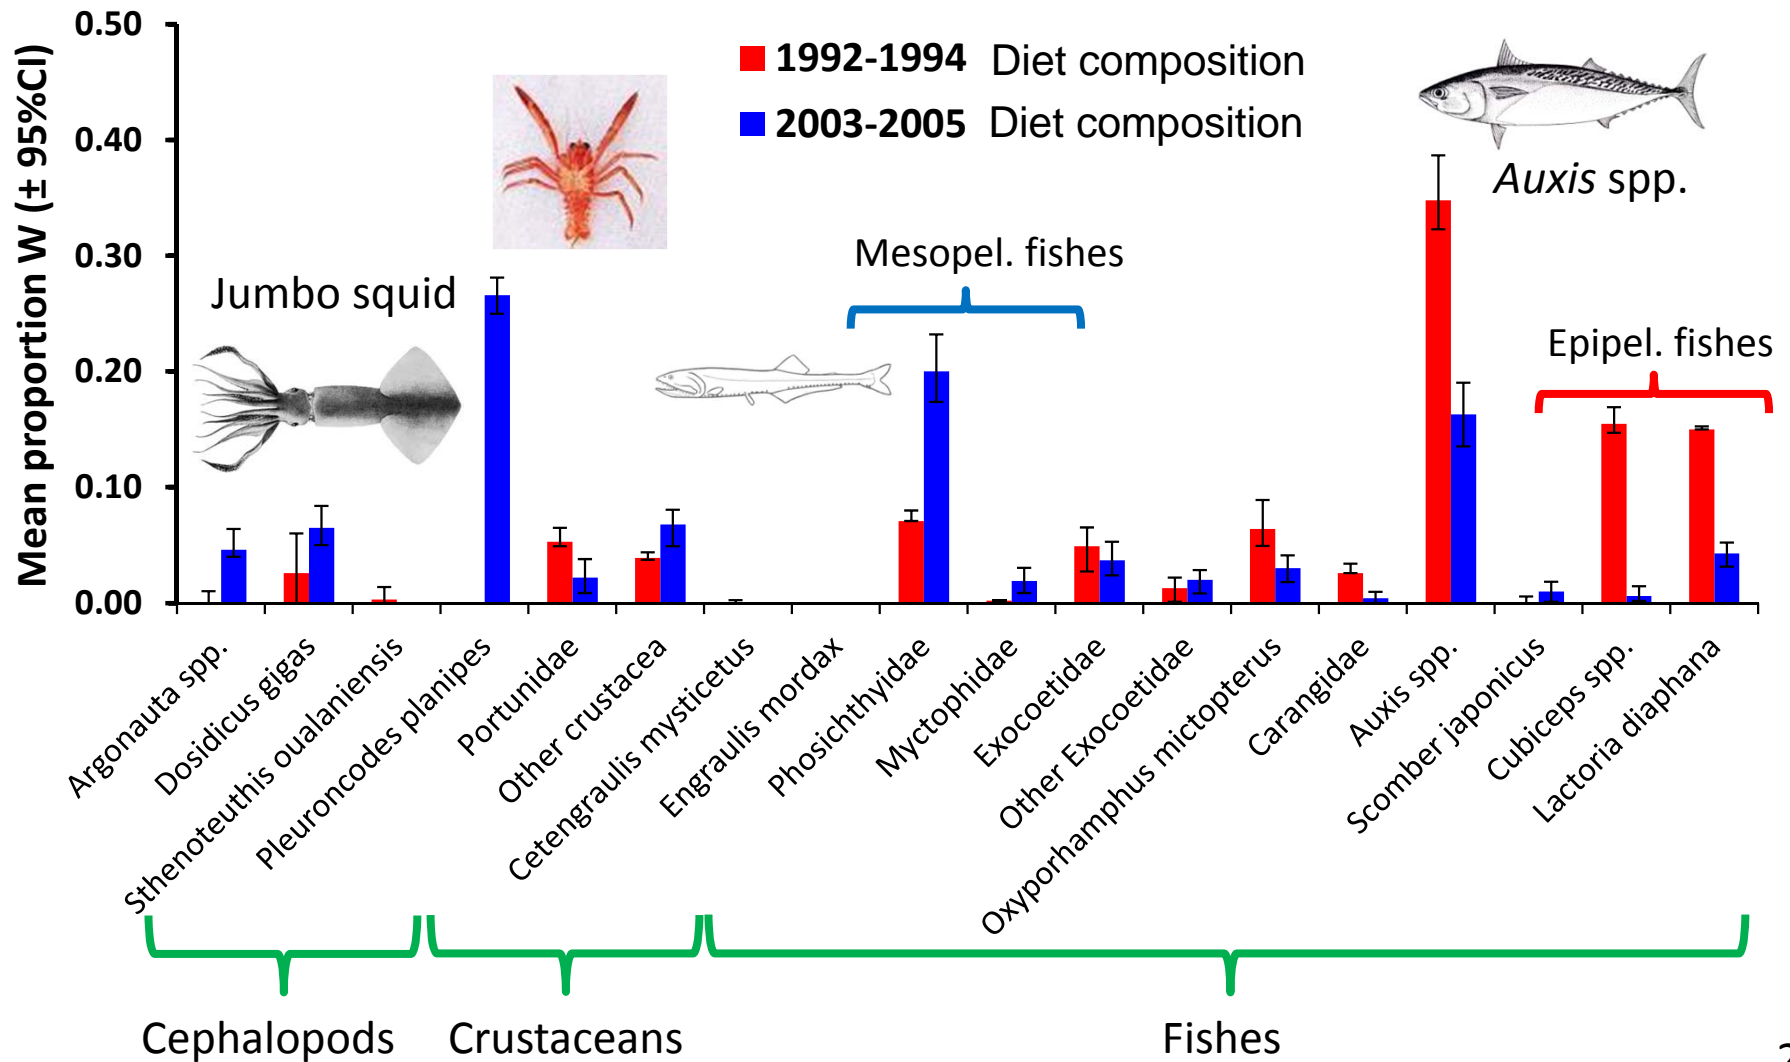 0.50
0.40
0.30
0.20
0.10
0.00
Mean proportion W (± 95%CI)
1992-1994 Diet composition
2003-2005 Diet composition
Auxis spp.
Mesopel. fishes
Jumbo squid
Epipel. fishes
Argonauta spp.
Dosidicus gigas
Sthenoteuthis oualaniensis
Pleuroncodes planipes
Portunidae
Other crustacea
Cetengraulis mysticetus
Engraulis mordax
Phosichthyidae
Myctophidae
Exocoetidae
Other Exocoetidae
Oxyporhamphus mictopterus
Carangidae
Auxis spp.
Scomber japonicus
Cubiceps spp.
Lactoria diaphana
Cephalopods
Crustaceans
Fishes